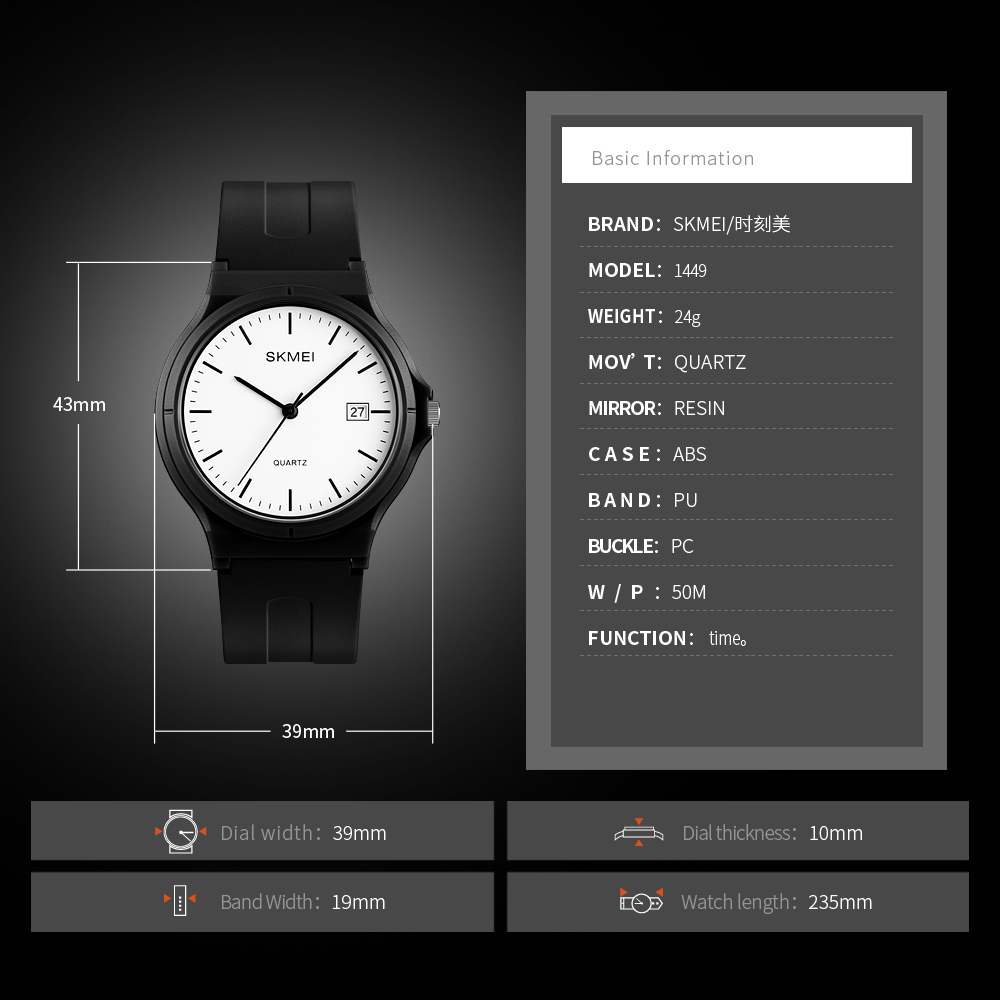 Basic Information
BRAND: SKMEI/时刻美
MODEL: 1449
WEIGHT: 24g
MOV’ T: QUARTZ
MIRROR: RESIN
CASE: ABS
BAND: PU
BUCKLE: PC
W / P : 50M
FUNCTION: time。
SKMEI
27
QUARTZ
43mm
39mm
Dial width: 39mm
Dial thickness: 10mm
Band Width: 19mm
Watch length: 235mm